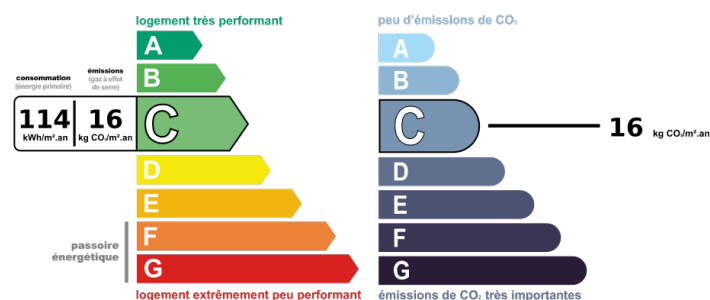 logement très performant
A
B
consommation
(énergie primaire)
émissions
(gaz à effet
de serre)
114
kWh/m².an
16
kg CO₂/m².an
C
D
E
F
G
passoire
énergétique
logement extrêmement peu performant
peu d'émissions de CO₂
A
B
C
16 kg CO₂/m².an
D
E
F
G
émissions de CO₂ très importantes